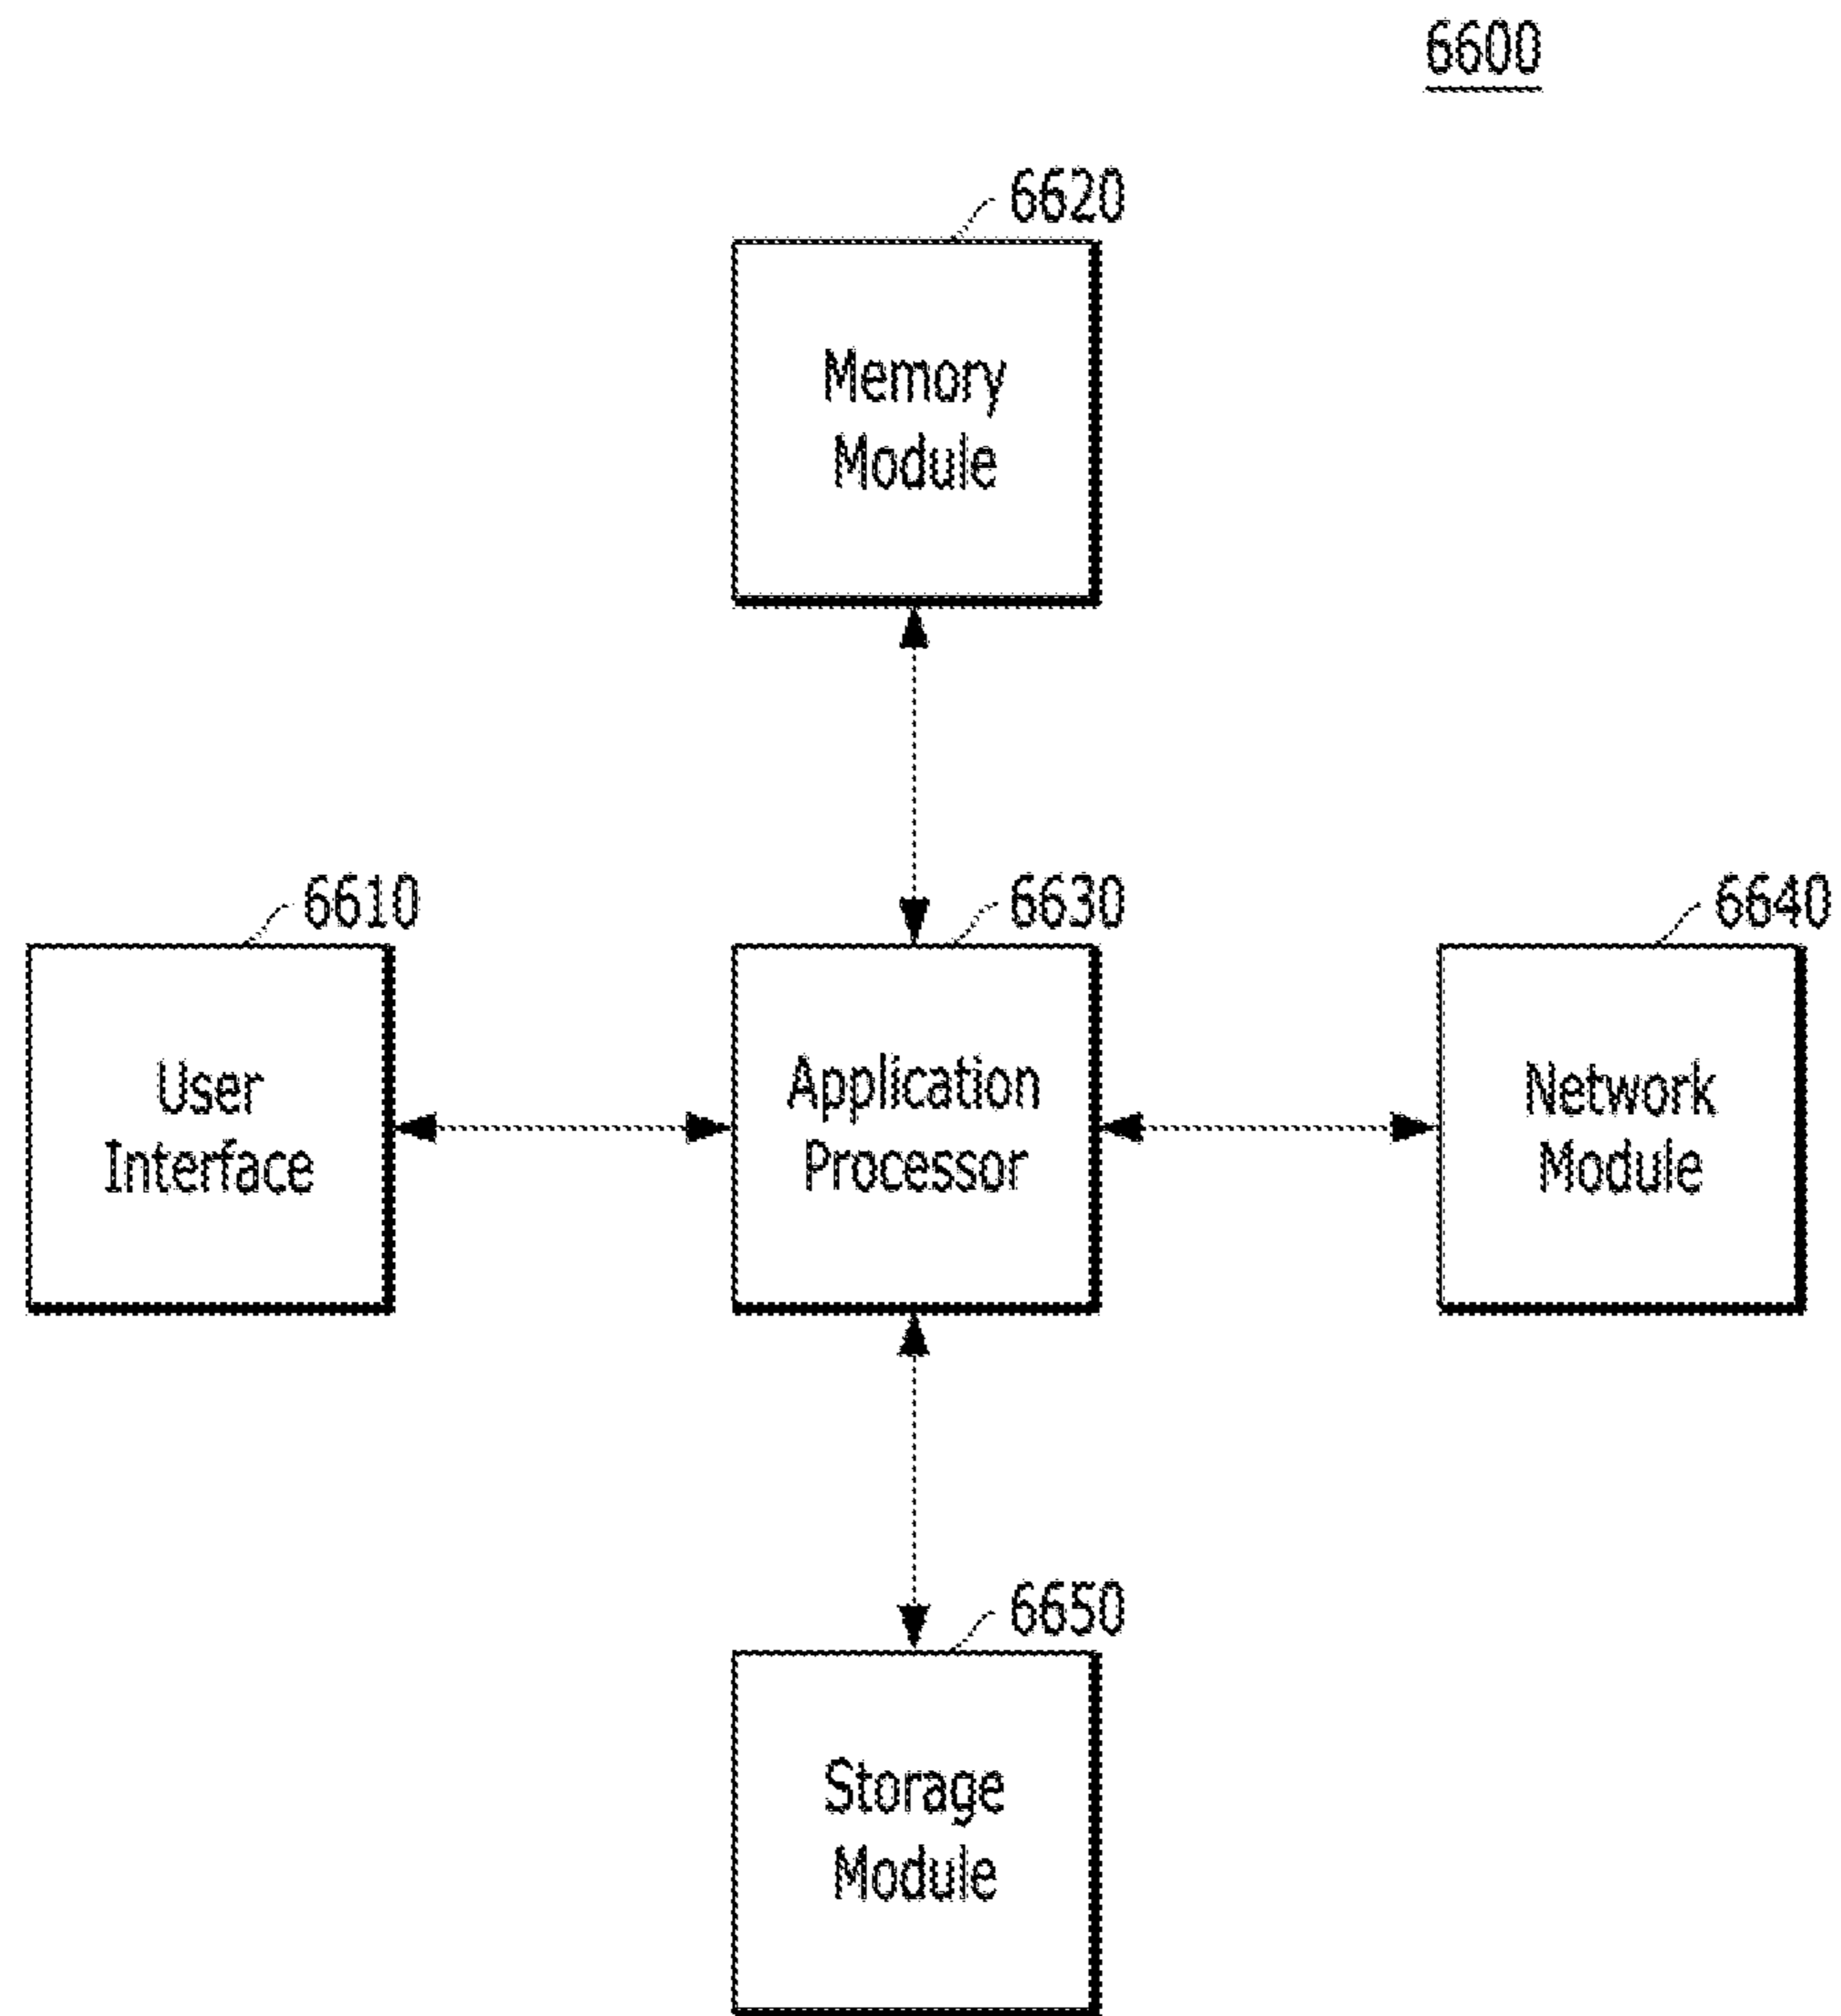 6600
6620
Memory
Module
6610
6630
6640
User
Interface
Application
Processor
Network
Module
6650
Storage
Module